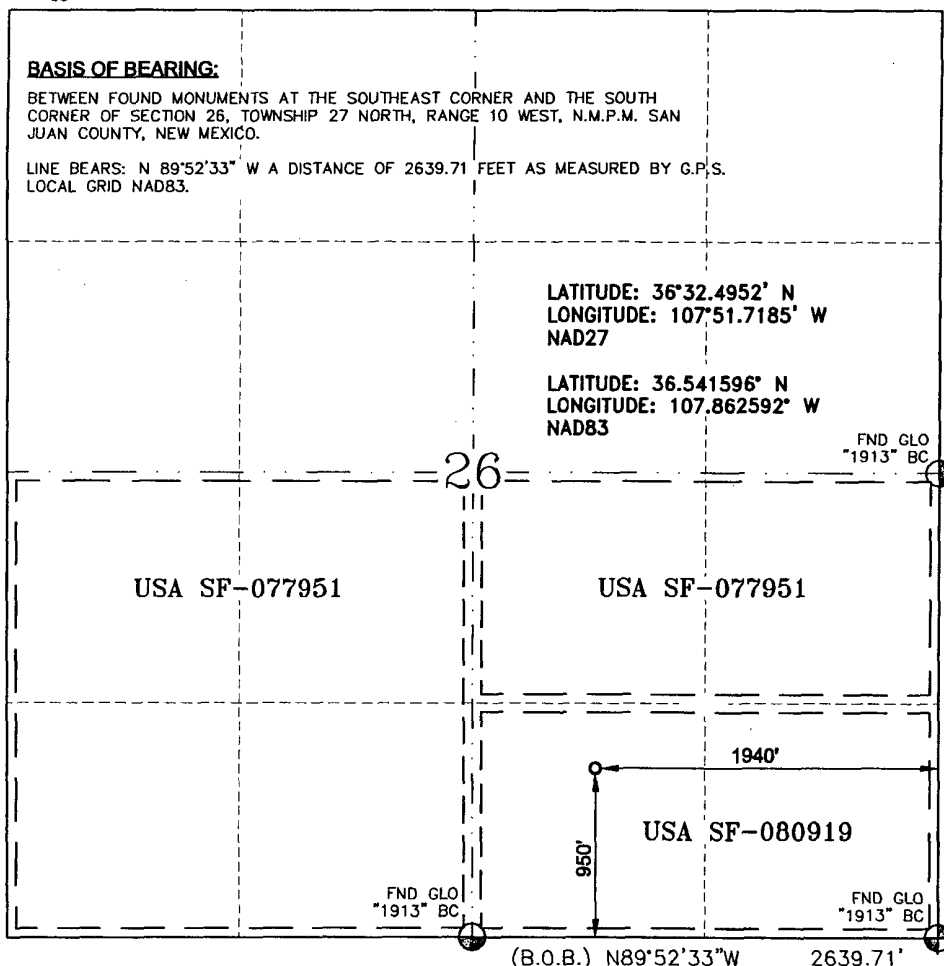 BASIS OF BEARING:
BETWEEN FOUND MONUMENTS AT THE SOUTHEAST CORNER AND THE SOUTH
CORNER OF SECTION 26, TOWNSHIP 27 NORTH, RANGE 10 WEST, N.M.P.M. SAN
JUAN COUNTY, NEW MEXICO.
LINE BEARS: N 89°52'33" W A DISTANCE OF 2639.71 FEET AS MEASURED BY G.P.S.
LOCAL GRID NAD83.
LATITUDE: 36°32.4952' N
LONGITUDE: 107°51.7185' W
NAD27
LATITUDE: 36.541596° N
LONGITUDE: 107.862592° W
NAD83
FND GLO
"1913" BC
26
USA SF-077951
USA SF-077951
1940'
950'
USA SF-080919
FND GLO
"1913" BC
FND GLO
"1913" BC
(B.O.B.) N89°52'33"W 2639.71'